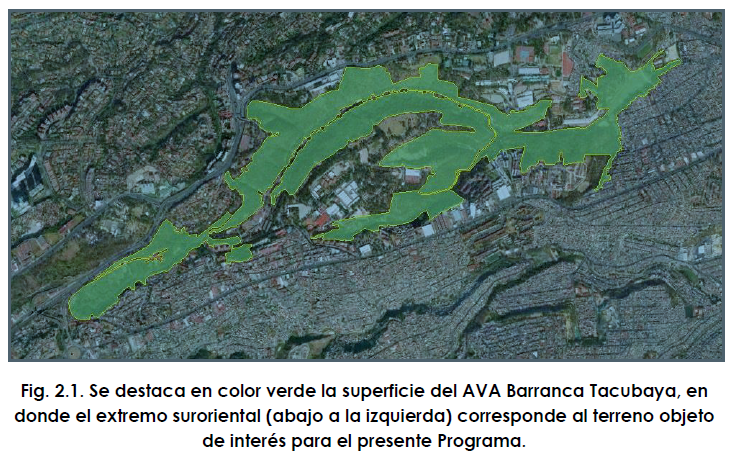 Fig. 2.1. Se destaca en color verde la superficie del AVA Barranca Tacubaya, en
donde el extremo suroriental (abajo a la izquierda) corresponde al terreno objeto
de interés para el presente Programa.